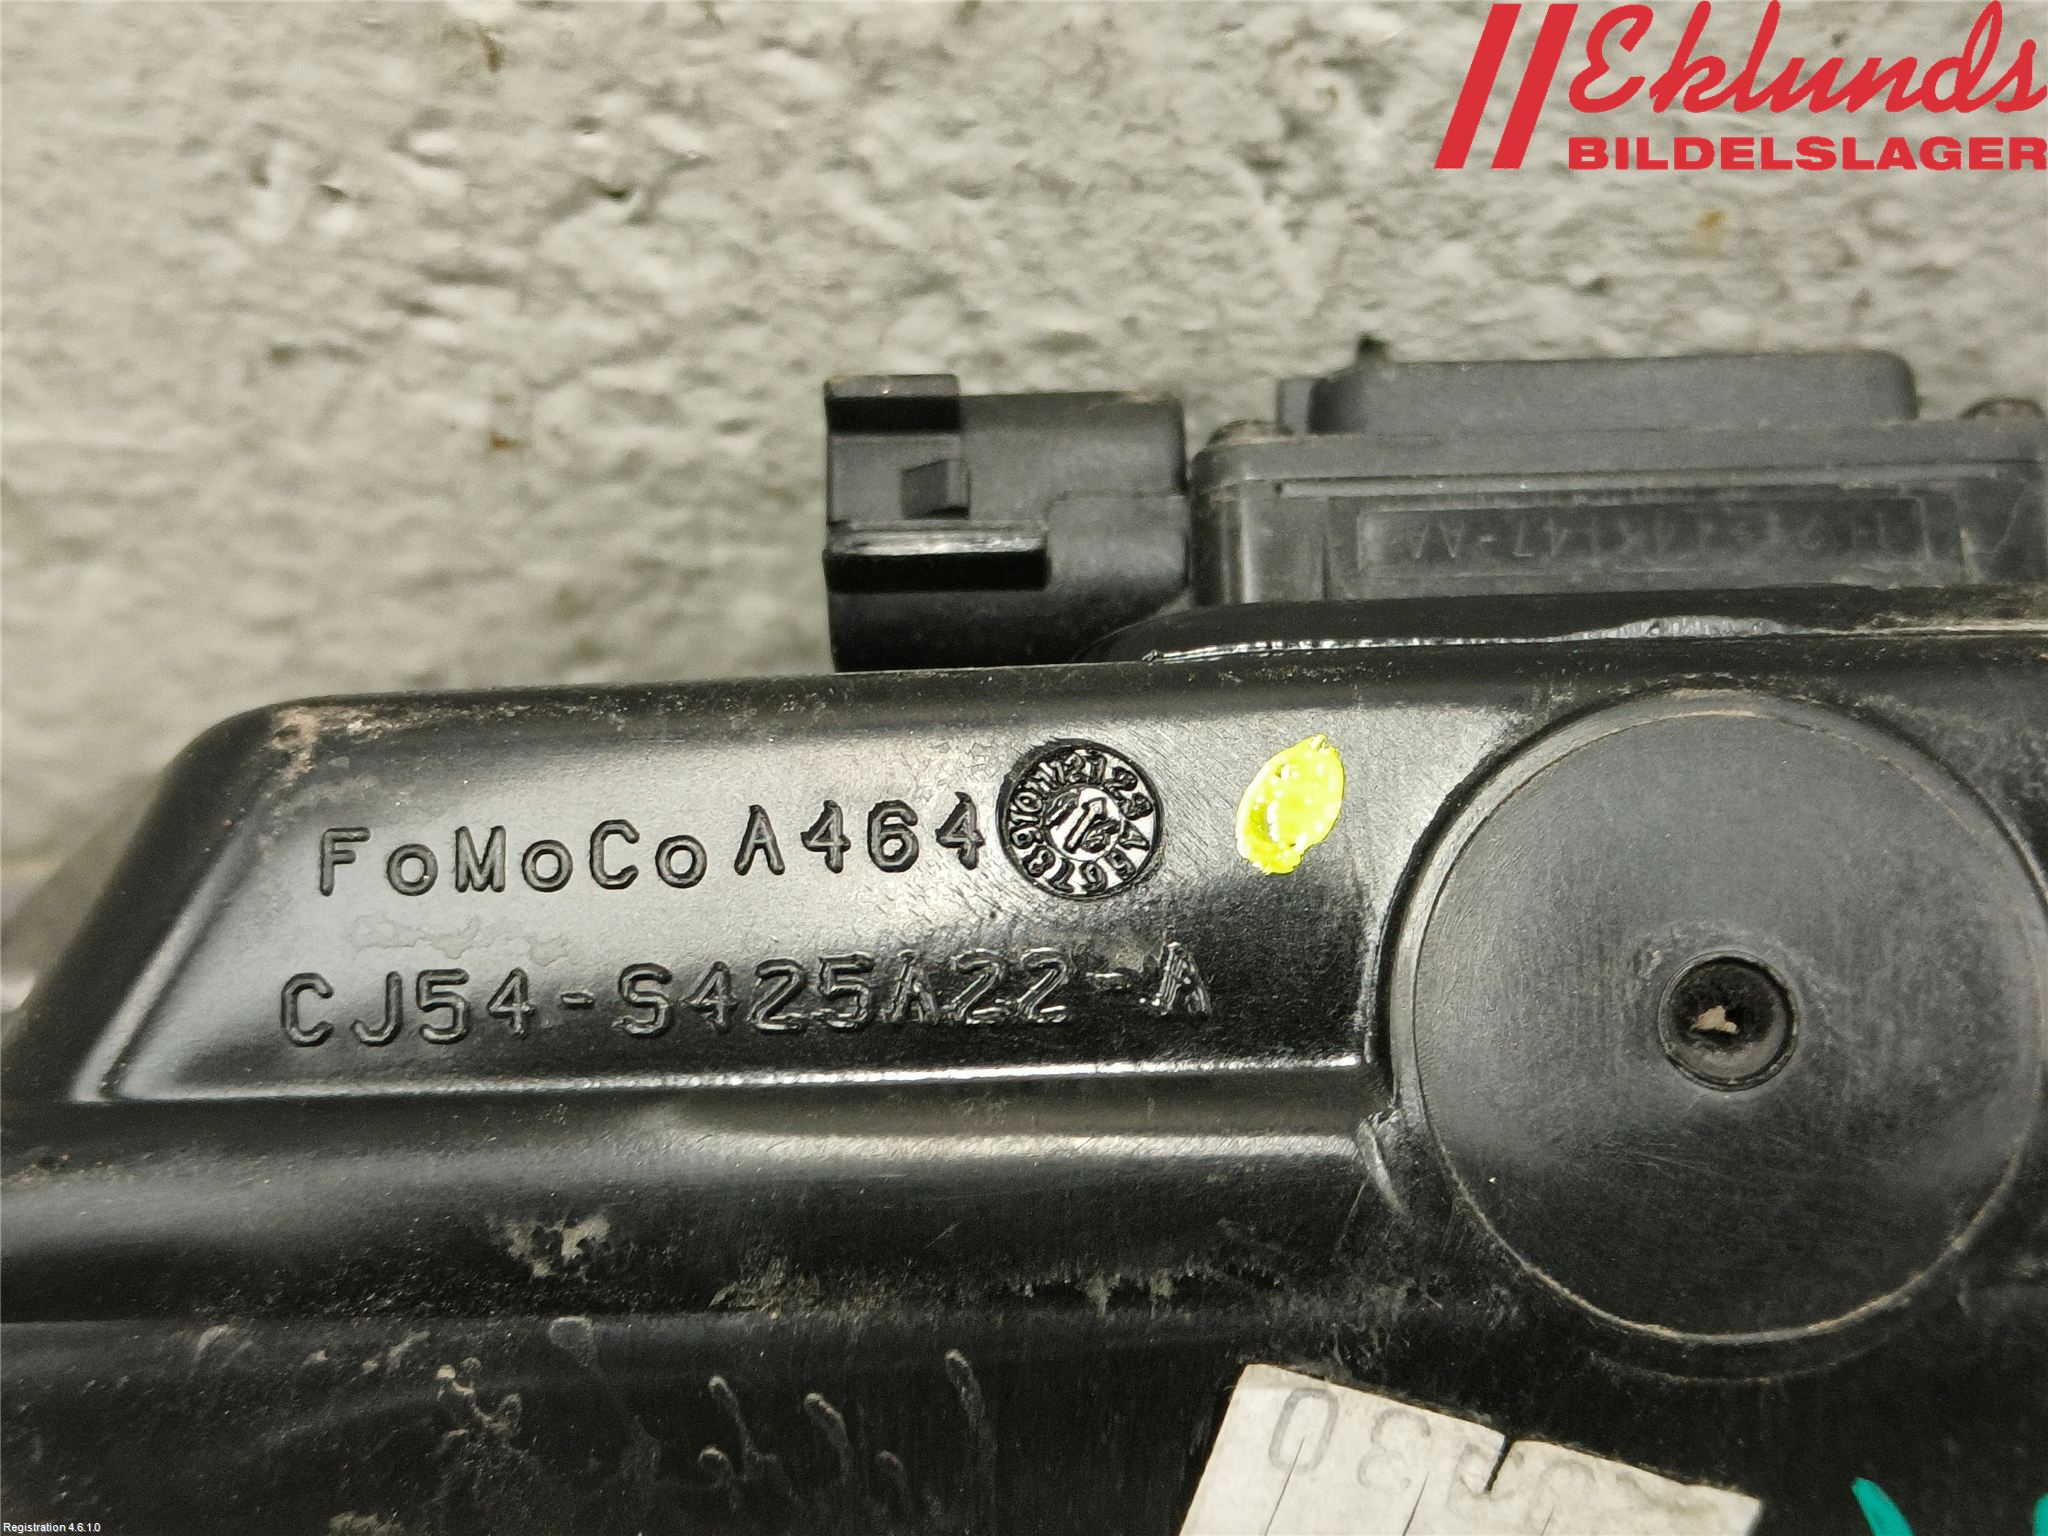 Eklunds
BILDELSLAGER
FoMoCo A464
CJ54-S425A22-A
Registration 4.6.1.0